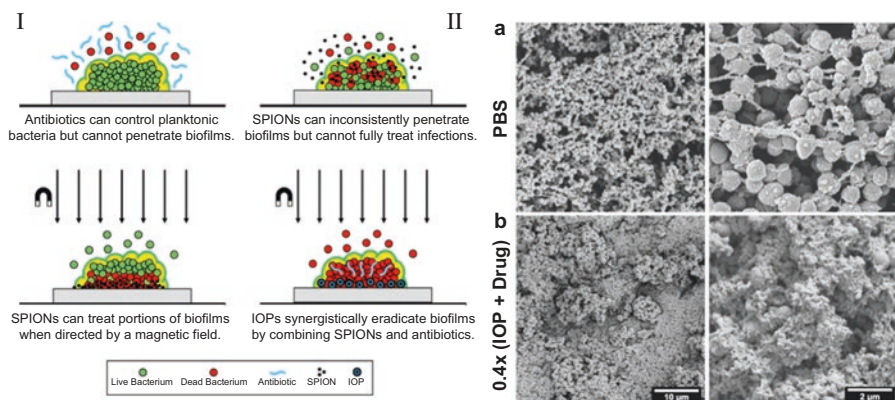 I
II
Antibiotics can control planktonic
bacteria but cannot penetrate biofilms.
SPIONs can inconsistently penetrate
biofilms but cannot fully treat infections.
SPIONs can treat portions of biofilms
when directed by a magnetic field.
IOPs synergistically eradicate biofilms
by combining SPIONs and antibiotics.
Live Bacterium Dead Bacterium Antibiotic SPION IOP
a
PBS
b
0.4x (IOP + Drug)
10 µm
2 µm